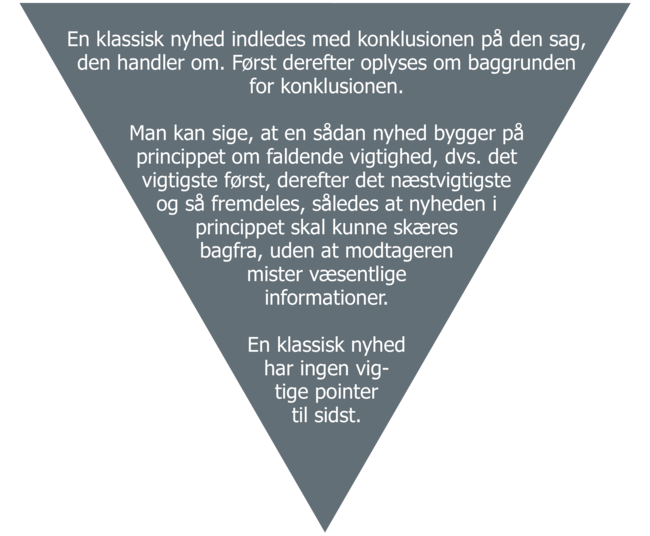 En klassisk nyhed indledes med konklusionen på den sag,
den handler om. Først derefter oplyses om baggrunden
for konklusionen.
Man kan sige, at en sådan nyhed bygger på
princippet om faldende vigtighed, dvs. det
vigtigste først, derefter det næstvigtigste
og så fremdeles, således at nyheden i
princippet skal kunne skæres
bagfra, uden at modtageren
mister væsentlige
informationer.
En klassisk nyhed
har ingen vig-
tige pointer
til sidst.